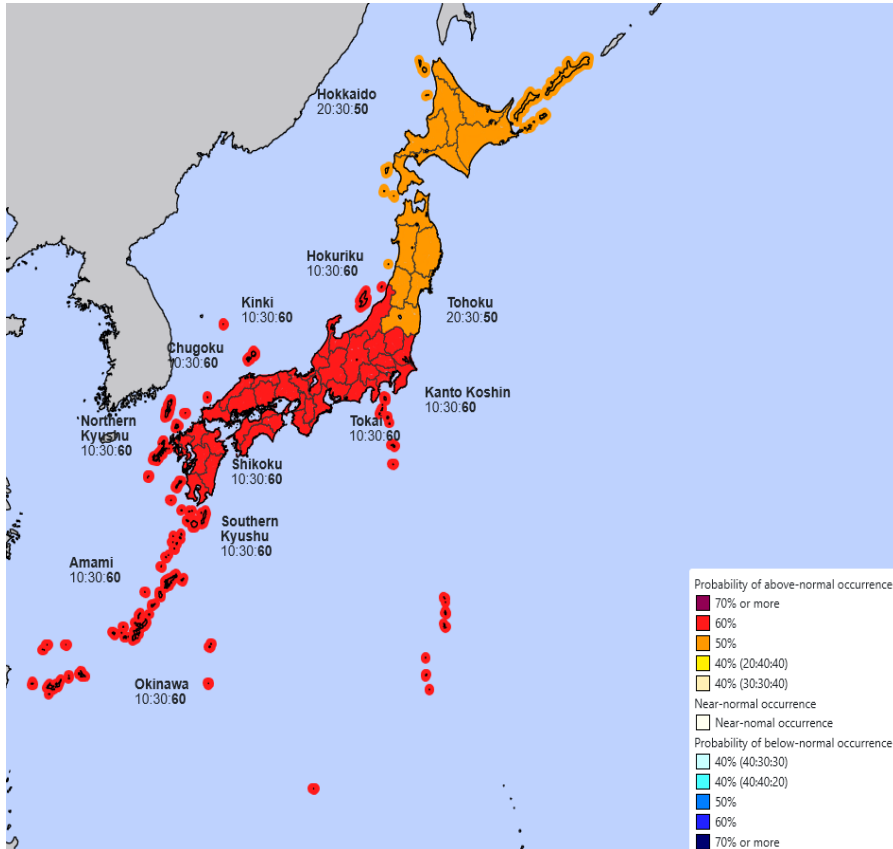 Hokkaido
20:30:50
Hokuriku
10:30:60
Kinki
10:30:60
Tohoku
20:30:50
Chugoku
10:30:60
Kanto Koshin
10:30:60
Northern
Kyushu
10:30:60
Tokai
10:30:60
Shikoku
10:30:60
Southern
Kyushu
10:30:60
Amami
10:30:60
Okinawa
10:30:60
Probability of above-normal occurrence
70% or more
60%
50%
40% (20:40:40)
40% (30:30:40)
Near-normal occurrence
Near-nomal occurrence
Probability of below-normal occurrence
40% (40:30:30)
40% (40:40:20)
50%
60%
70% or more